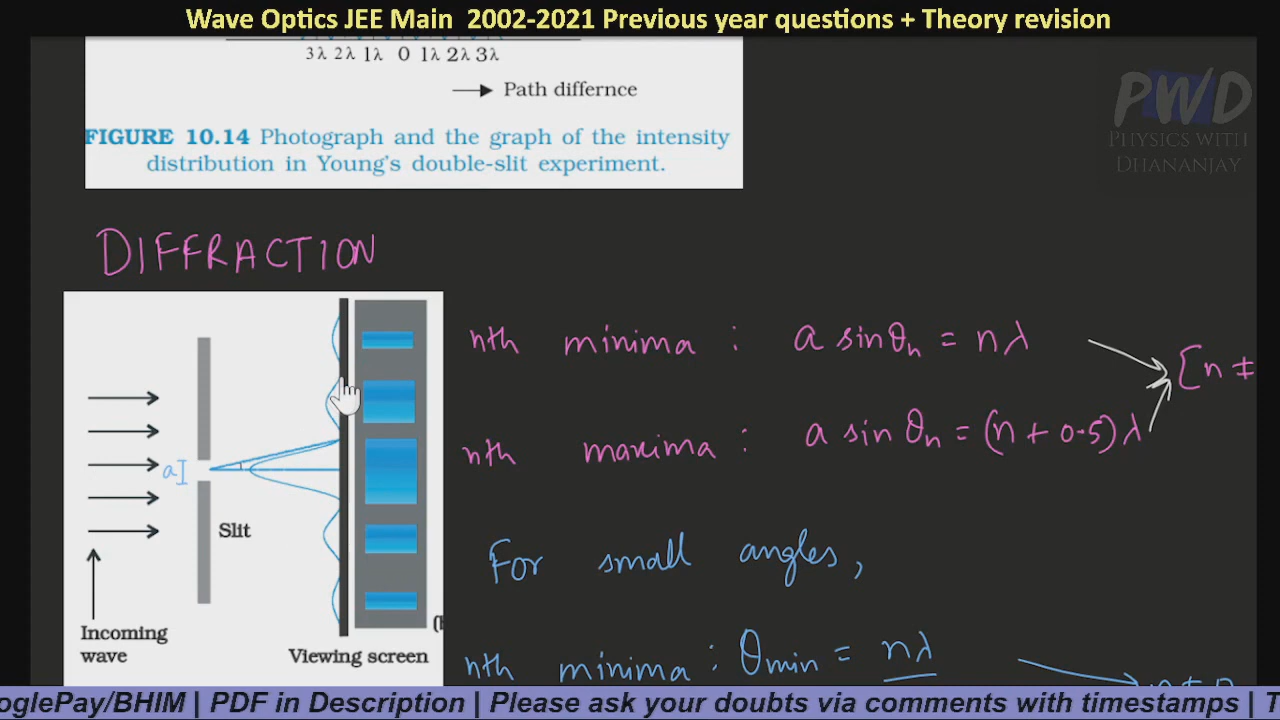 Wave Optics JEE Main 2002-2021 Previous year questions + Theory revision
3λ 2λ 1λ 0 1λ 2λ 3λ
Path differnce
FIGURE 10.14 Photograph and the graph of the intensity
distribution in Young's double-slit experiment.
PWD
PHYSICS WITH
DHANANJAY
DIFFRACTION
nth minima : a sinθn = nλ
[n ≠
nth maxima : a sin θn = (n + 0.5)λ
a
Slit
Incoming
wave
Viewing screen
For small angles,
nth minima : θmin = nλ
oglePay/BHIM | PDF in Description | Please ask your doubts via comments with timestamps | T